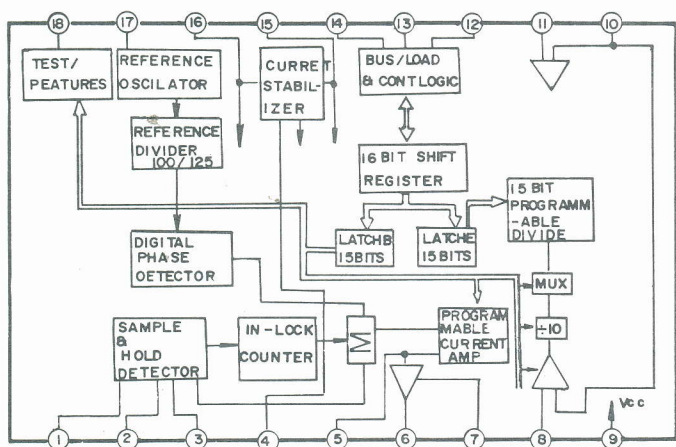 18 17 16 15 14 13 12 11 10
TEST/
PEATURES
REFERENCE
OSCILATOR
CURRET
STABIL-
IZER
BUS/LOAD
& CONTLOGIC
REFERENCE
DIVIDER
100/125
16 BIT SHIFT
REGISTER
15 BIT
PROGRAMM
-ABLE
DIVIDE
DIGITAL
PHASE
DETECTOR
LATCHB
15BITS
LATCHE
15 BITS
MUX
SAMPLE
&
HOLD
DETECTOR
IN-LOCK
COUNTER
Σ
PROGRAM
MABLE
CURRENT
AMP
÷10
Vcc
1 2 3 4 5 6 7 8 9